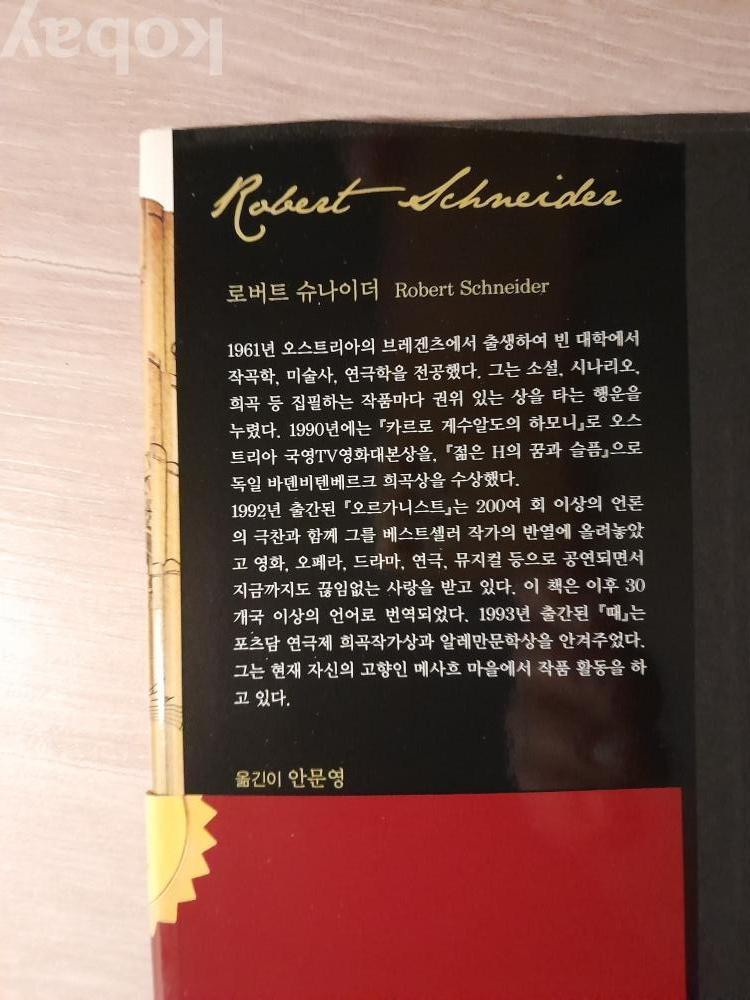 kobay
Robert Schneider
로버트 슈나이더 Robert Schneider
1961년 오스트리아의 브레겐츠에서 출생하여 빈 대학에서
작곡학, 미술사, 연극학을 전공했다. 그는 소설, 시나리오,
희곡 등 집필하는 작품마다 권위 있는 상을 타는 행운을
누렸다. 1990년에는 『카르로 게수알도의 하모니』로 오스
트리아 국영TV영화대본상을, 『젊은 H의 꿈과 슬픔』으로
독일 바덴비텐베르크 희곡상을 수상했다.
1992년 출간된 『오르가니스트』는 200여 회 이상의 언론
의 극찬과 함께 그를 베스트셀러 작가의 반열에 올려놓았
고 영화, 오페라, 드라마, 연극, 뮤지컬 등으로 공연되면서
지금까지도 끊임없는 사랑을 받고 있다. 이 책은 이후 30
개국 이상의 언어로 번역되었다. 1993년 출간된 『때』는
포츠담 연극제 희곡작가상과 알레만문학상을 안겨주었다.
그는 현재 자신의 고향인 메사흐 마을에서 작품 활동을 하
고 있다.
옮긴이 안문영